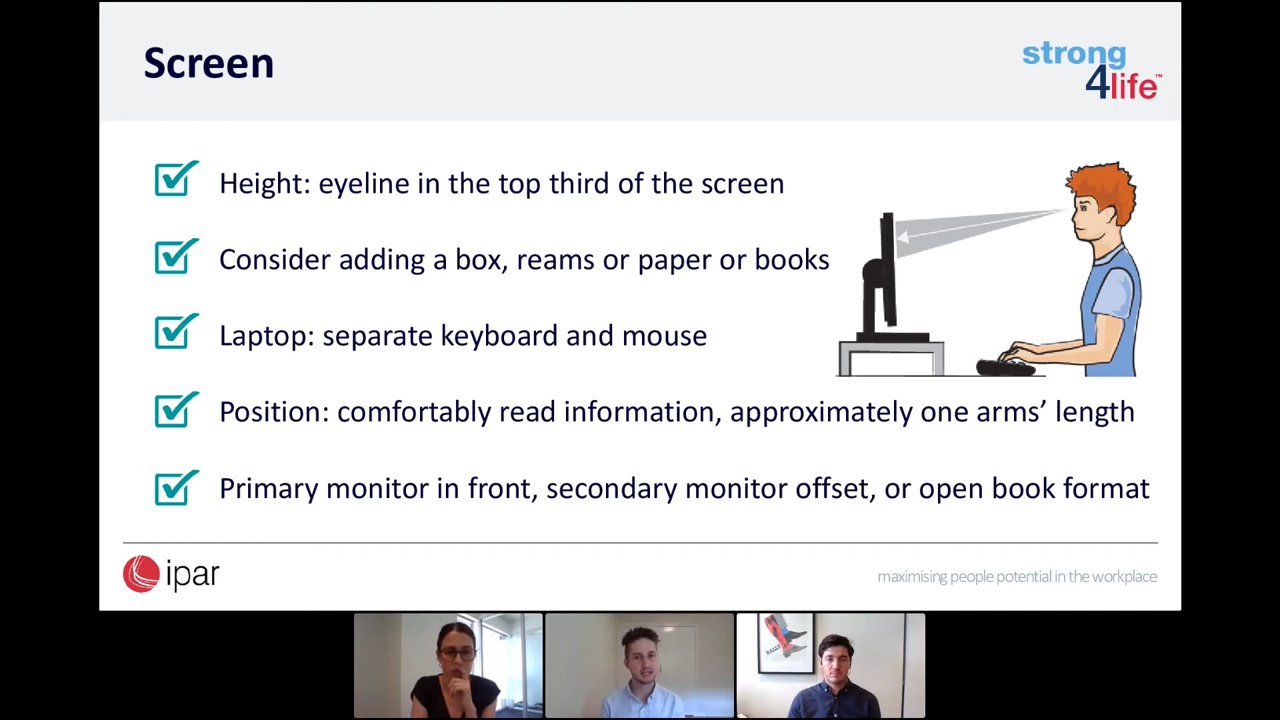 Screen
strong
4life™
Height: eyeline in the top third of the screen
Consider adding a box, reams or paper or books
Laptop: separate keyboard and mouse
Position: comfortably read information, approximately one arms’ length
Primary monitor in front, secondary monitor offset, or open book format
ipar
maximising people potential in the workplace
BALLY